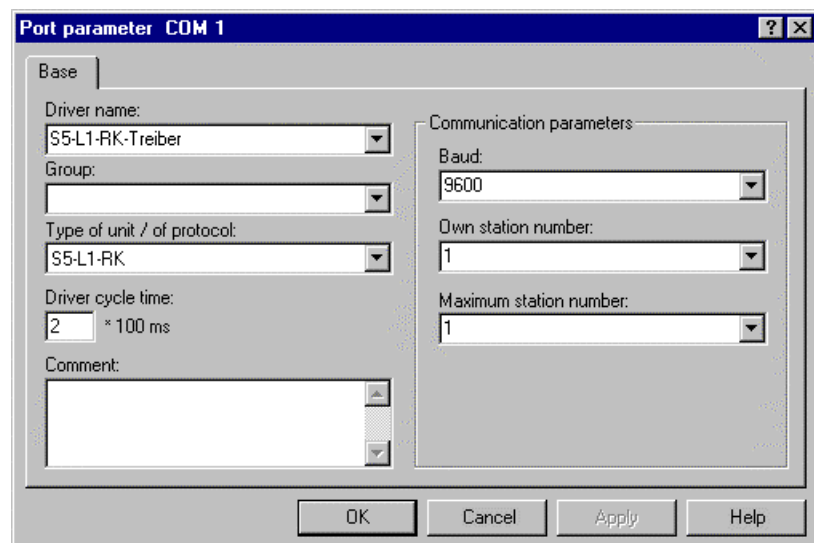 Port parameter COM 1
Base
Driver name:
S5-L1-RK-Treiber
Group:
Type of unit / of protocol:
S5-L1-RK
Driver cycle time:
2 * 100 ms
Comment:
Communication parameters
Baud:
9600
Own station number:
1
Maximum station number:
1
OK Cancel Apply Help